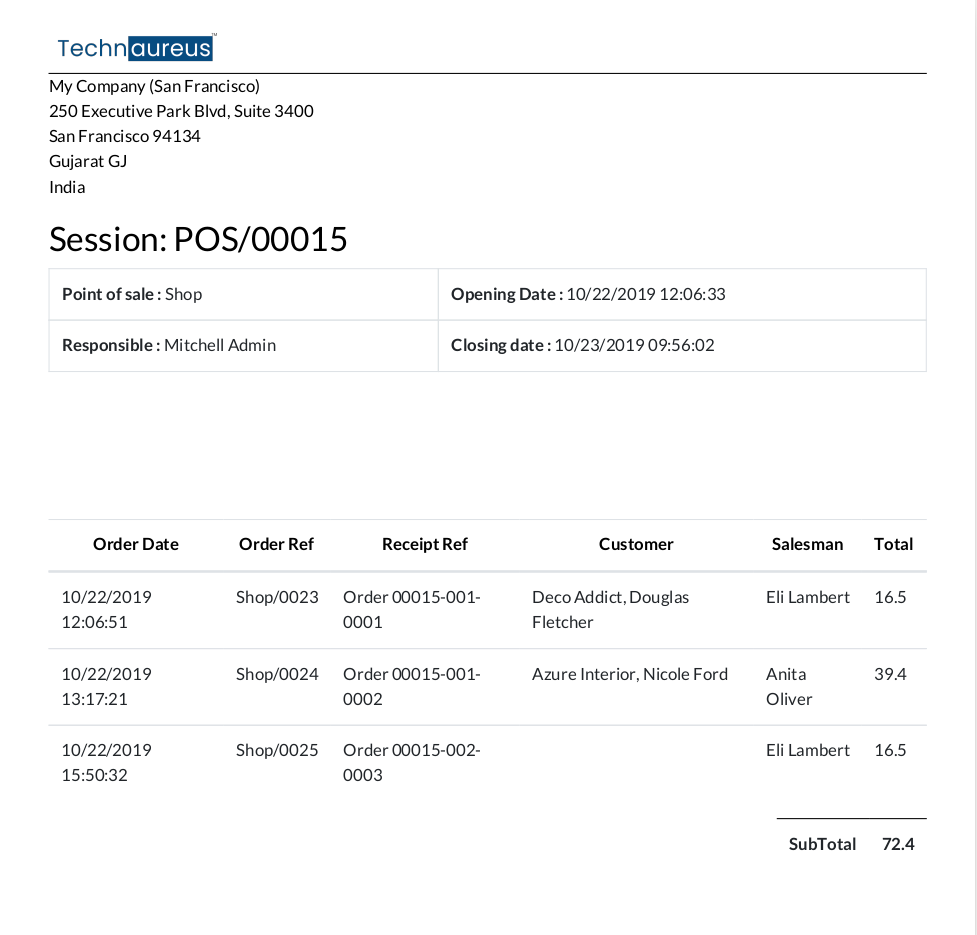 Technaureus™
My Company (San Francisco)
250 Executive Park Blvd, Suite 3400
San Francisco 94134
Gujarat GJ
India
Session: POS/00015
Point of sale : Shop Opening Date : 10/22/2019 12:06:33
Responsible : Mitchell Admin Closing date : 10/23/2019 09:56:02
Order Date Order Ref Receipt Ref Customer Salesman Total
10/22/2019 Shop/0023 Order 00015-001- Deco Addict, Douglas Eli Lambert 16.5
12:06:51 0001 Fletcher
10/22/2019 Shop/0024 Order 00015-001- Azure Interior, Nicole Ford Anita 39.4
13:17:21 0002 Oliver
10/22/2019 Shop/0025 Order 00015-002- Eli Lambert 16.5
15:50:32 0003
SubTotal 72.4